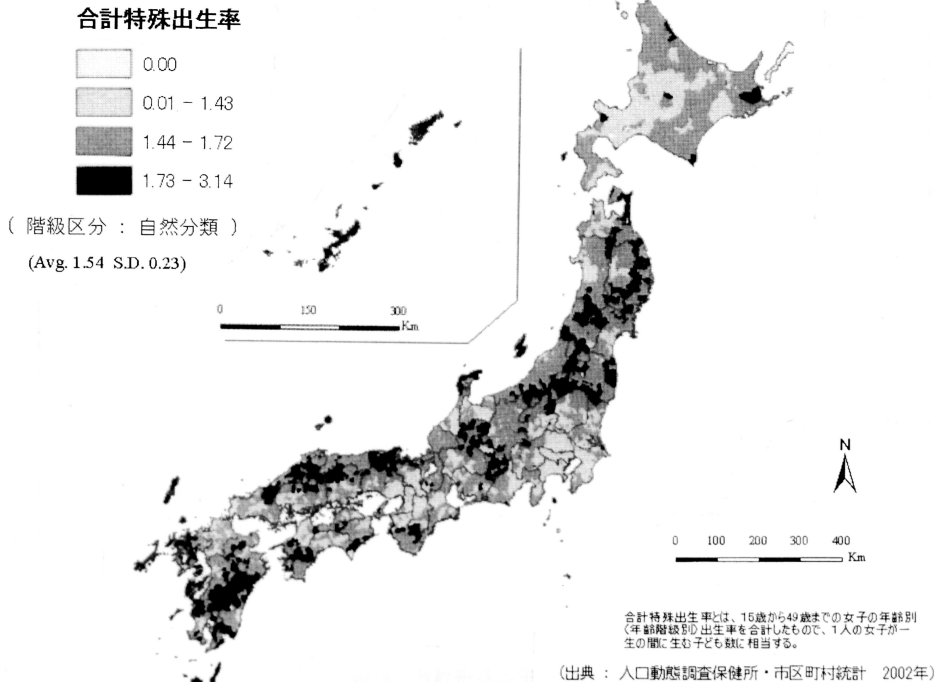 合計特殊出生率
0.00
0.01 - 1.43
1.44 - 1.72
1.73 - 3.14
( 階級区分 : 自然分類 )
(Avg. 1.54 S.D. 0.23)
0 150 300
Km
N
0 100 200 300 400
Km
合計特殊出生率とは、15歳から49歳までの女子の年齢別
(年齢階級別)出生率を合計したもので、1人の女子が一
生の間に生む子ども数に相当する。
(出典 : 人口動態調査保健所・市区町村統計 2002年)